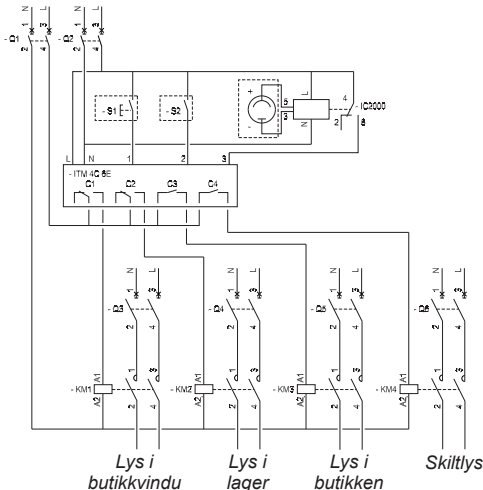 N L N L
1 3 1 3
- Q1 - Q2
2 4 2 4
+ L 4
- S1 - S2 5 - IC2000
3 2 6
- N
L N 1 2 3
- ITM 4C 6E
C1 C2 C3 C4
N L N L N L N L
1 3 1 3 1 3 1 3
- Q3 - Q4 - Q5 - Q6
2 4 2 4 2 4 2 4
A1 1 3 A1 1 3 A1 1 3 A1 1 3
- KM1 - KM2 - KM3 - KM4
A2 2 4 A2 2 4 A2 2 4 A2 2 4
Lys i Lys i Lys i Skiltlys
butikkvindu lager butikken